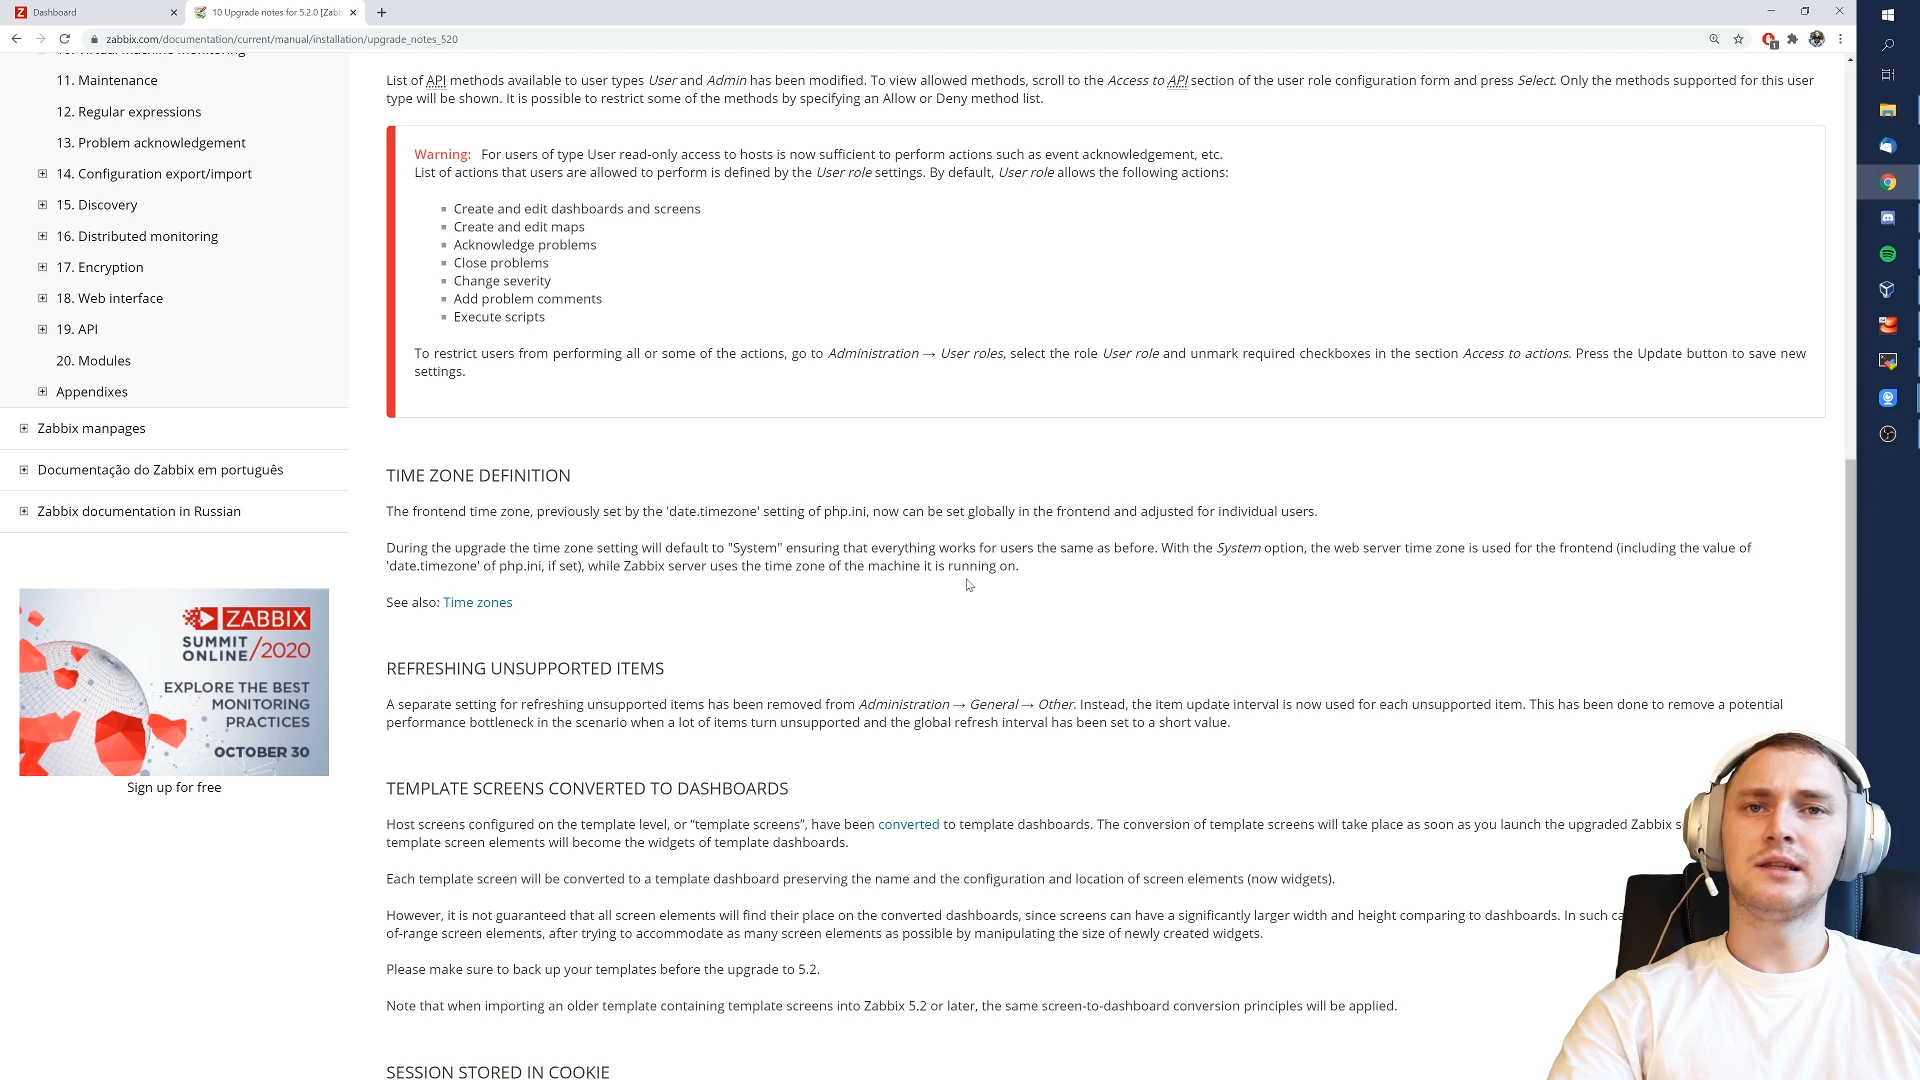 Dashboard
10 Upgrade notes for 5.2.0 [Zabb
zabbix.com/documentation/current/manual/installation/upgrade_notes_520
11. Maintenance
12. Regular expressions
13. Problem acknowledgement
14. Configuration export/import
15. Discovery
16. Distributed monitoring
17. Encryption
18. Web interface
19. API
20. Modules
Appendixes
Zabbix manpages
Documentação do Zabbix em português
Zabbix documentation in Russian
ZABBIX
SUMMIT
ONLINE/2020
EXPLORE THE BEST
MONITORING
PRACTICES
OCTOBER 30
Sign up for free
List of API methods available to user types User and Admin has been modified. To view allowed methods, scroll to the Access to API section of the user role configuration form and press Select. Only the methods supported for this user
type will be shown. It is possible to restrict some of the methods by specifying an Allow or Deny method list.
Warning: For users of type User read-only access to hosts is now sufficient to perform actions such as event acknowledgement, etc.
List of actions that users are allowed to perform is defined by the User role settings. By default, User role allows the following actions:
Create and edit dashboards and screens
Create and edit maps
Acknowledge problems
Close problems
Change severity
Add problem comments
Execute scripts
To restrict users from performing all or some of the actions, go to Administration → User roles, select the role User role and unmark required checkboxes in the section Access to actions. Press the Update button to save new
settings.
TIME ZONE DEFINITION
The frontend time zone, previously set by the 'date.timezone' setting of php.ini, now can be set globally in the frontend and adjusted for individual users.
During the upgrade the time zone setting will default to "System" ensuring that everything works for users the same as before. With the System option, the web server time zone is used for the frontend (including the value of
'date.timezone' of php.ini, if set), while Zabbix server uses the time zone of the machine it is running on.
See also: Time zones
REFRESHING UNSUPPORTED ITEMS
A separate setting for refreshing unsupported items has been removed from Administration → General → Other. Instead, the item update interval is now used for each unsupported item. This has been done to remove a potential
performance bottleneck in the scenario when a lot of items turn unsupported and the global refresh interval has been set to a short value.
TEMPLATE SCREENS CONVERTED TO DASHBOARDS
Host screens configured on the template level, or “template screens”, have been converted to template dashboards. The conversion of template screens will take place as soon as you launch the upgraded Zabbix s
template screen elements will become the widgets of template dashboards.
Each template screen will be converted to a template dashboard preserving the name and the configuration and location of screen elements (now widgets).
However, it is not guaranteed that all screen elements will find their place on the converted dashboards, since screens can have a significantly larger width and height comparing to dashboards. In such ca
of-range screen elements, after trying to accommodate as many screen elements as possible by manipulating the size of newly created widgets.
Please make sure to back up your templates before the upgrade to 5.2.
Note that when importing an older template containing template screens into Zabbix 5.2 or later, the same screen-to-dashboard conversion principles will be applied.
SESSION STORED IN COOKIE